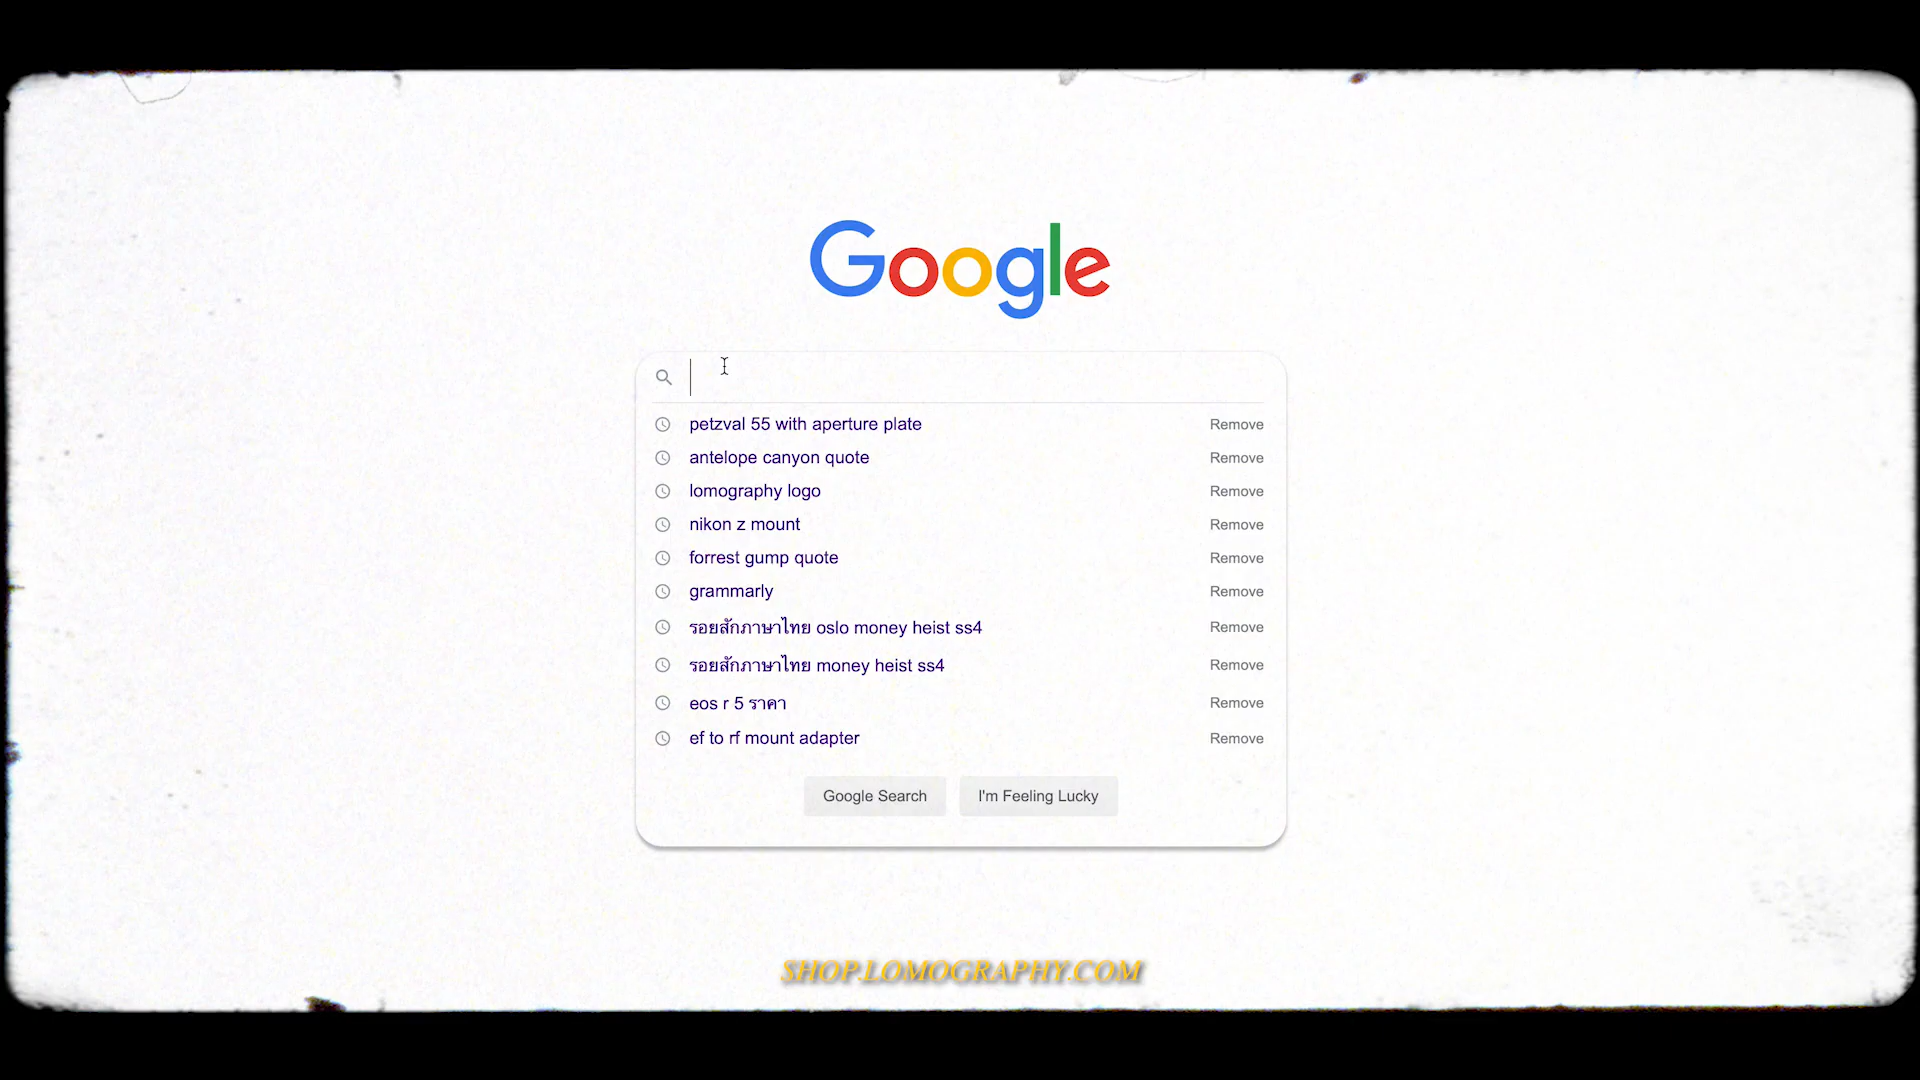 Google
petzval 55 with aperture plate Remove
antelope canyon quote Remove
lomography logo Remove
nikon z mount Remove
forrest gump quote Remove
grammarly Remove
รอยสักภาษาไทย oslo money heist ss4 Remove
รอยสักภาษาไทย money heist ss4 Remove
eos r 5 ราคา Remove
ef to rf mount adapter Remove
Google Search I'm Feeling Lucky
SHOP.LOMOGRAPHY.COM